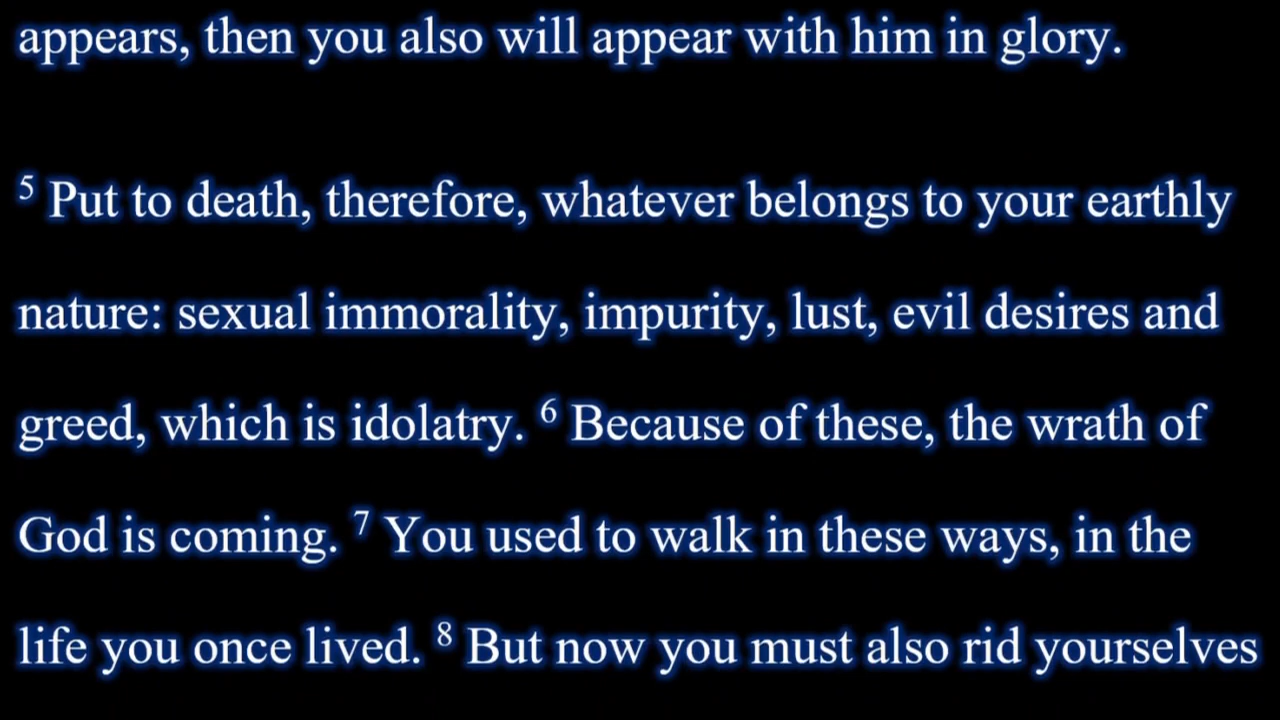 appears, then you also will appear with him in glory.
5 Put to death, therefore, whatever belongs to your earthly
nature: sexual immorality, impurity, lust, evil desires and
greed, which is idolatry. 6 Because of these, the wrath of
God is coming. 7 You used to walk in these ways, in the
life you once lived. 8 But now you must also rid yourselves